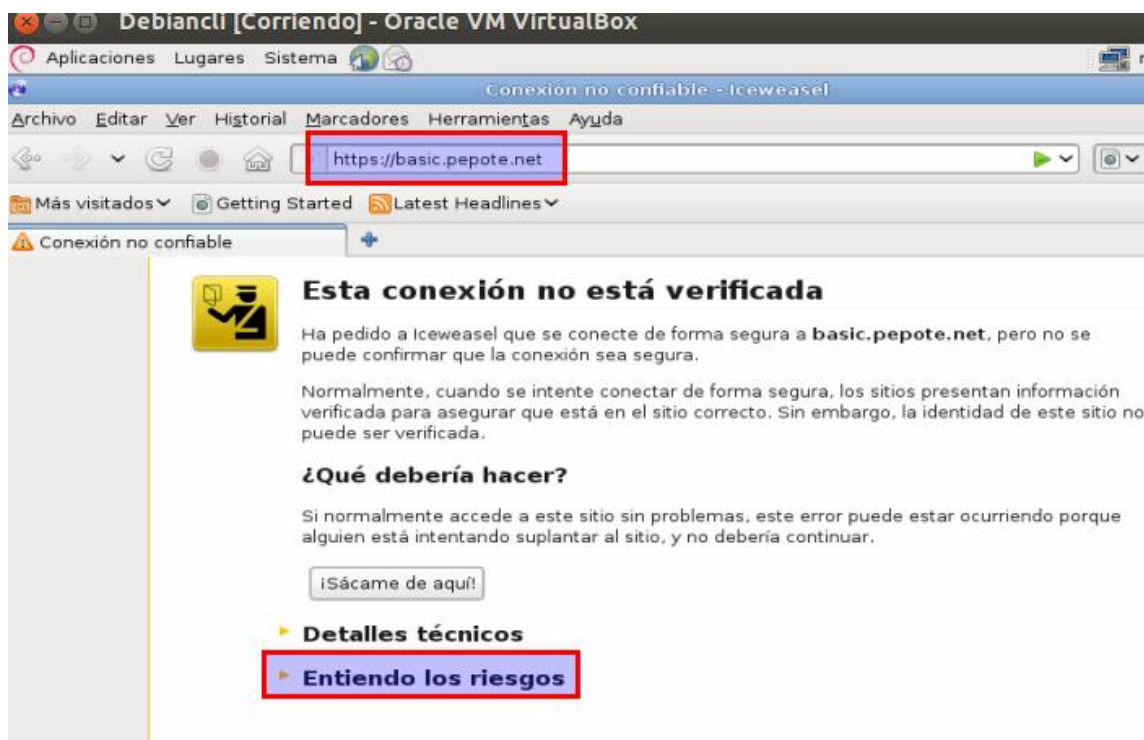 Debiancli [Corriendo] - Oracle VM VirtualBox
Aplicaciones Lugares Sistema
Conexión no confiable - Iceweasel
Archivo Editar Ver Historial Marcadores Herramientas Ayuda
https://basic.pepote.net
Más visitados Getting Started Latest Headlines
Conexión no confiable
Esta conexión no está verificada
Ha pedido a Iceweasel que se conecte de forma segura a basic.pepote.net, pero no se
puede confirmar que la conexión sea segura.
Normalmente, cuando se intente conectar de forma segura, los sitios presentan información
verificada para asegurar que está en el sitio correcto. Sin embargo, la identidad de este sitio no
puede ser verificada.
¿Qué debería hacer?
Si normalmente accede a este sitio sin problemas, este error puede estar ocurriendo porque
alguien está intentando suplantar al sitio, y no debería continuar.
¡Sácame de aquí!
Detalles técnicos
Entiendo los riesgos